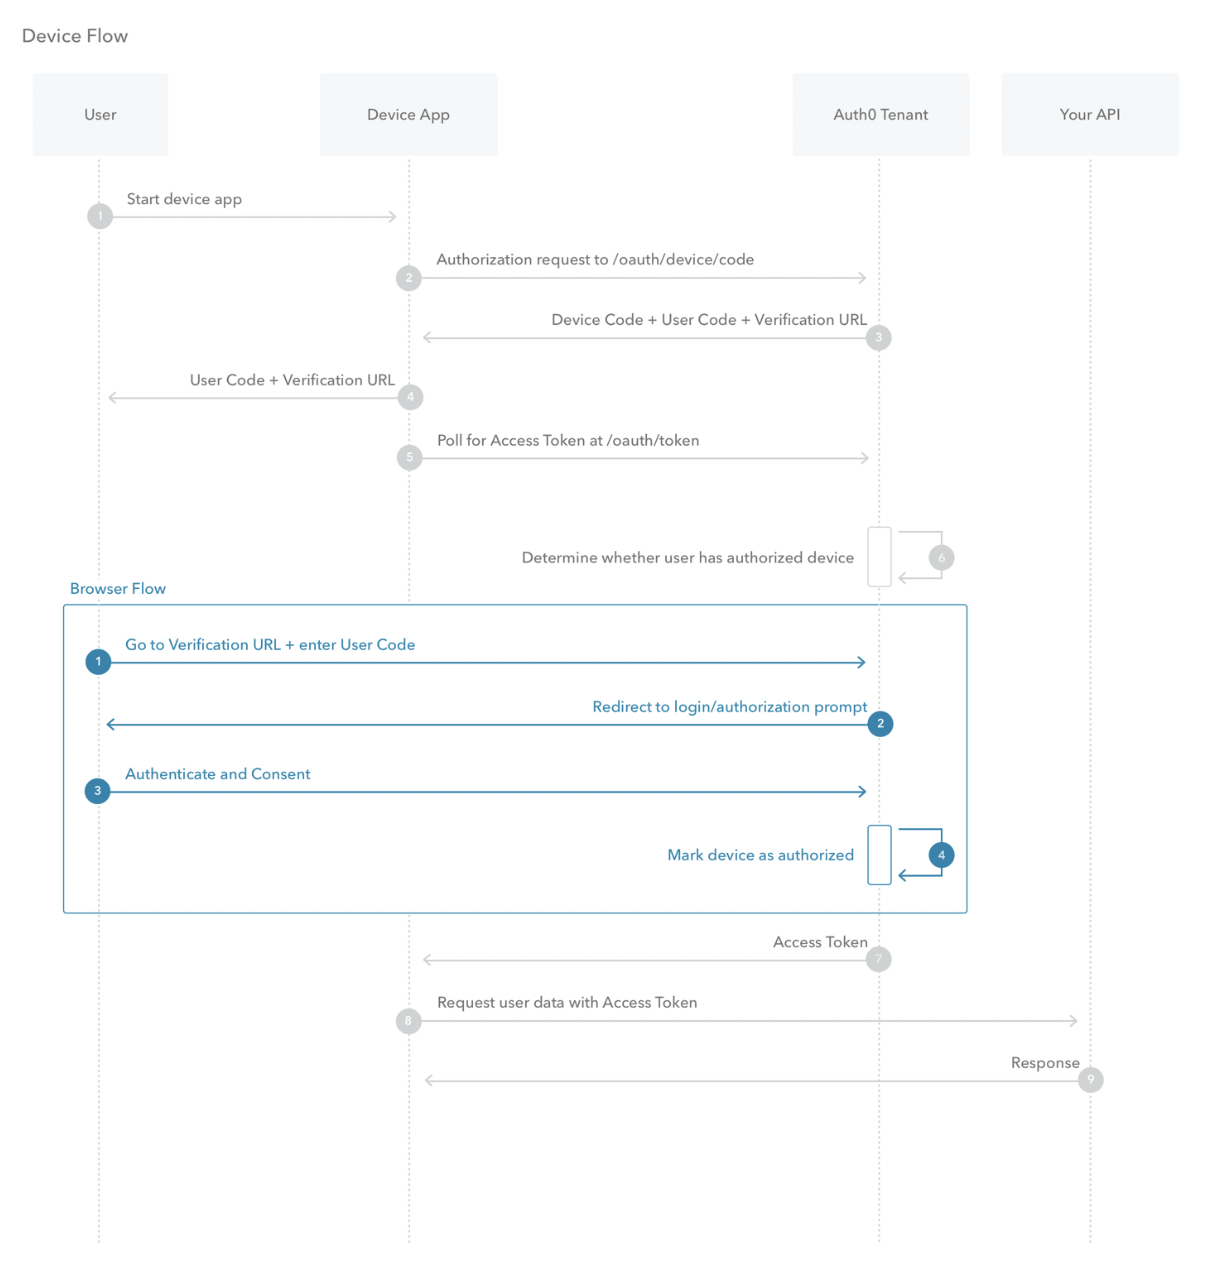 Device Flow
User
Device App
Auth0 Tenant
Your API
Start device app
1
Authorization request to /oauth/device/code
2
Device Code + User Code + Verification URL
3
User Code + Verification URL
4
Poll for Access Token at /oauth/token
5
Determine whether user has authorized device
6
Browser Flow
Go to Verification URL + enter User Code
1
Redirect to login/authorization prompt
2
Authenticate and Consent
3
Mark device as authorized
4
Access Token
7
Request user data with Access Token
8
Response
9